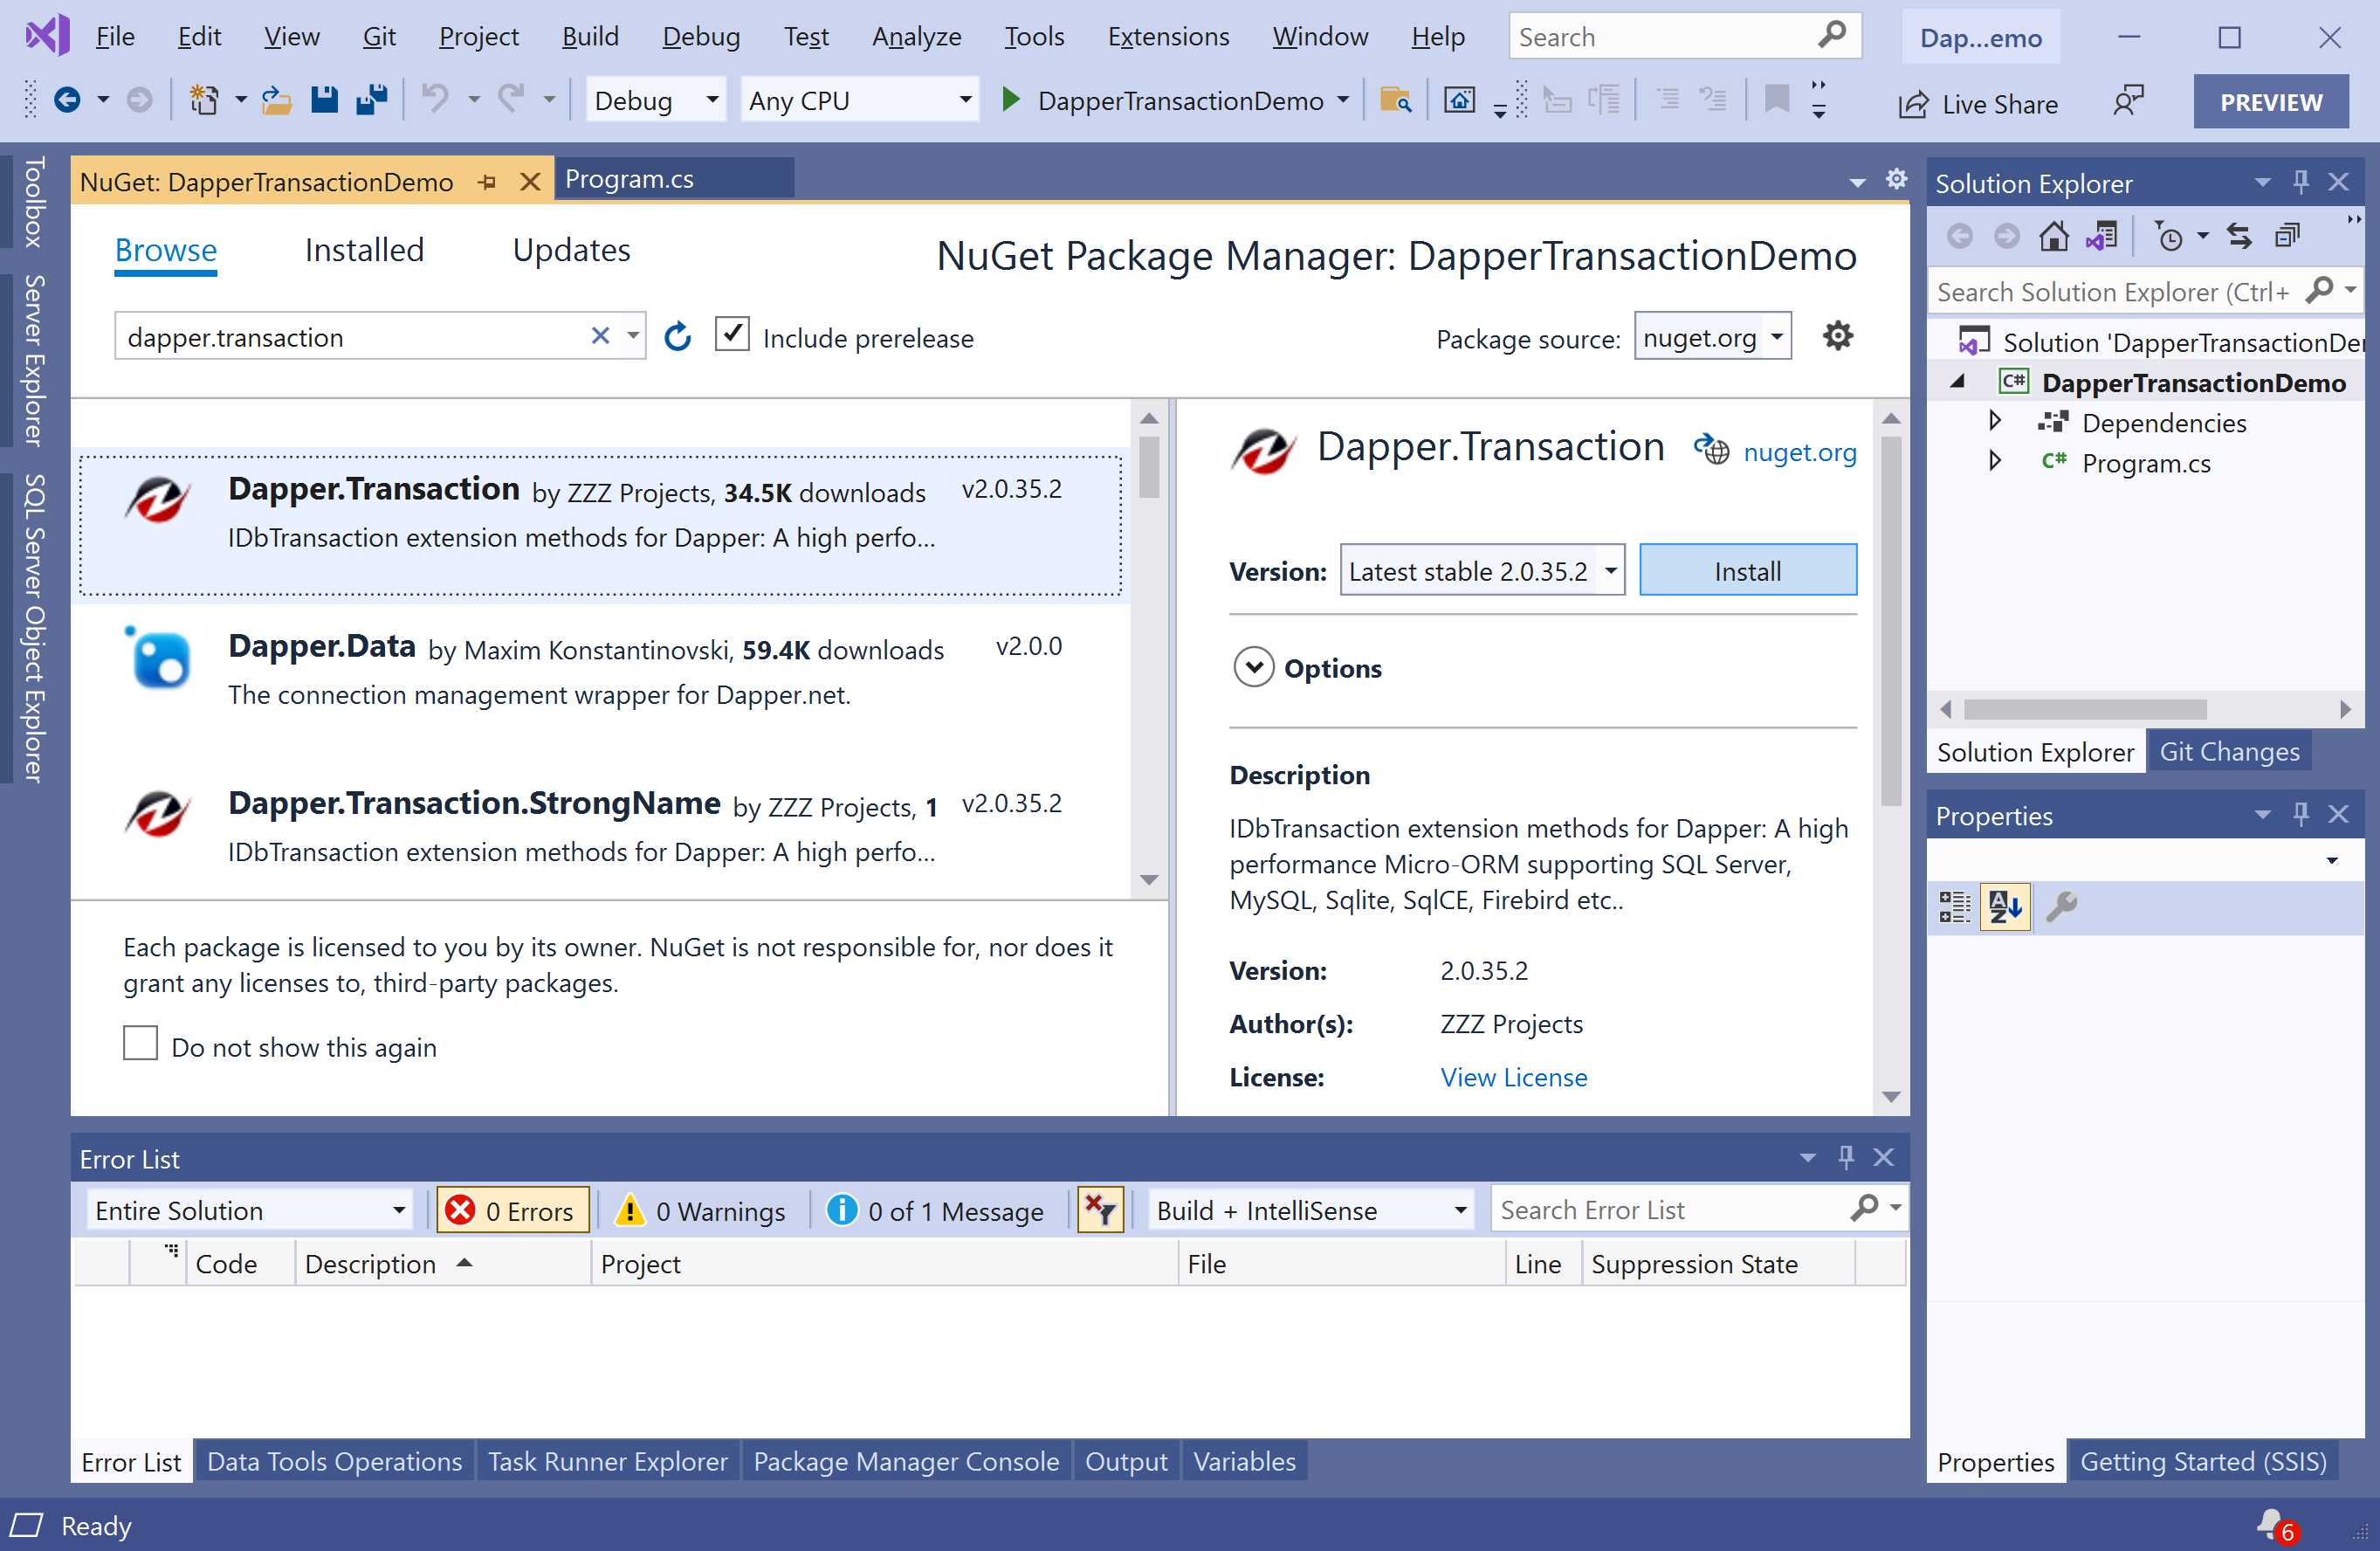 File Edit View Git Project Build Debug Test Analyze Tools Extensions Window Help Search Dap...emo
Debug Any CPU DapperTransactionDemo Live Share PREVIEW
Toolbox
Server Explorer
SQL Server Object Explorer
NuGet: DapperTransactionDemo Program.cs
Browse Installed Updates NuGet Package Manager: DapperTransactionDemo
dapper.transaction Include prerelease Package source: nuget.org
Dapper.Transaction by ZZZ Projects, 34.5K downloads v2.0.35.2
IDbTransaction extension methods for Dapper: A high perfo...
Dapper.Data by Maxim Konstantinovski, 59.4K downloads v2.0.0
The connection management wrapper for Dapper.net.
Dapper.Transaction.StrongName by ZZZ Projects, 1 v2.0.35.2
IDbTransaction extension methods for Dapper: A high perfo...
Each package is licensed to you by its owner. NuGet is not responsible for, nor does it
grant any licenses to, third-party packages.
Do not show this again
Dapper.Transaction nuget.org
Version: Latest stable 2.0.35.2 Install
Options
Description
IDbTransaction extension methods for Dapper: A high
performance Micro-ORM supporting SQL Server,
MySQL, Sqlite, SqlCE, Firebird etc..
Version: 2.0.35.2
Author(s): ZZZ Projects
License: View License
Solution Explorer
Search Solution Explorer (Ctrl+
Solution 'DapperTransactionDe
C# DapperTransactionDemo
Dependencies
C# Program.cs
Solution Explorer Git Changes
Properties
Properties Getting Started (SSIS)
Error List
Entire Solution 0 Errors 0 Warnings 0 of 1 Message Build + IntelliSense Search Error List
Code Description Project File Line Suppression State
Error List Data Tools Operations Task Runner Explorer Package Manager Console Output Variables
Ready 6